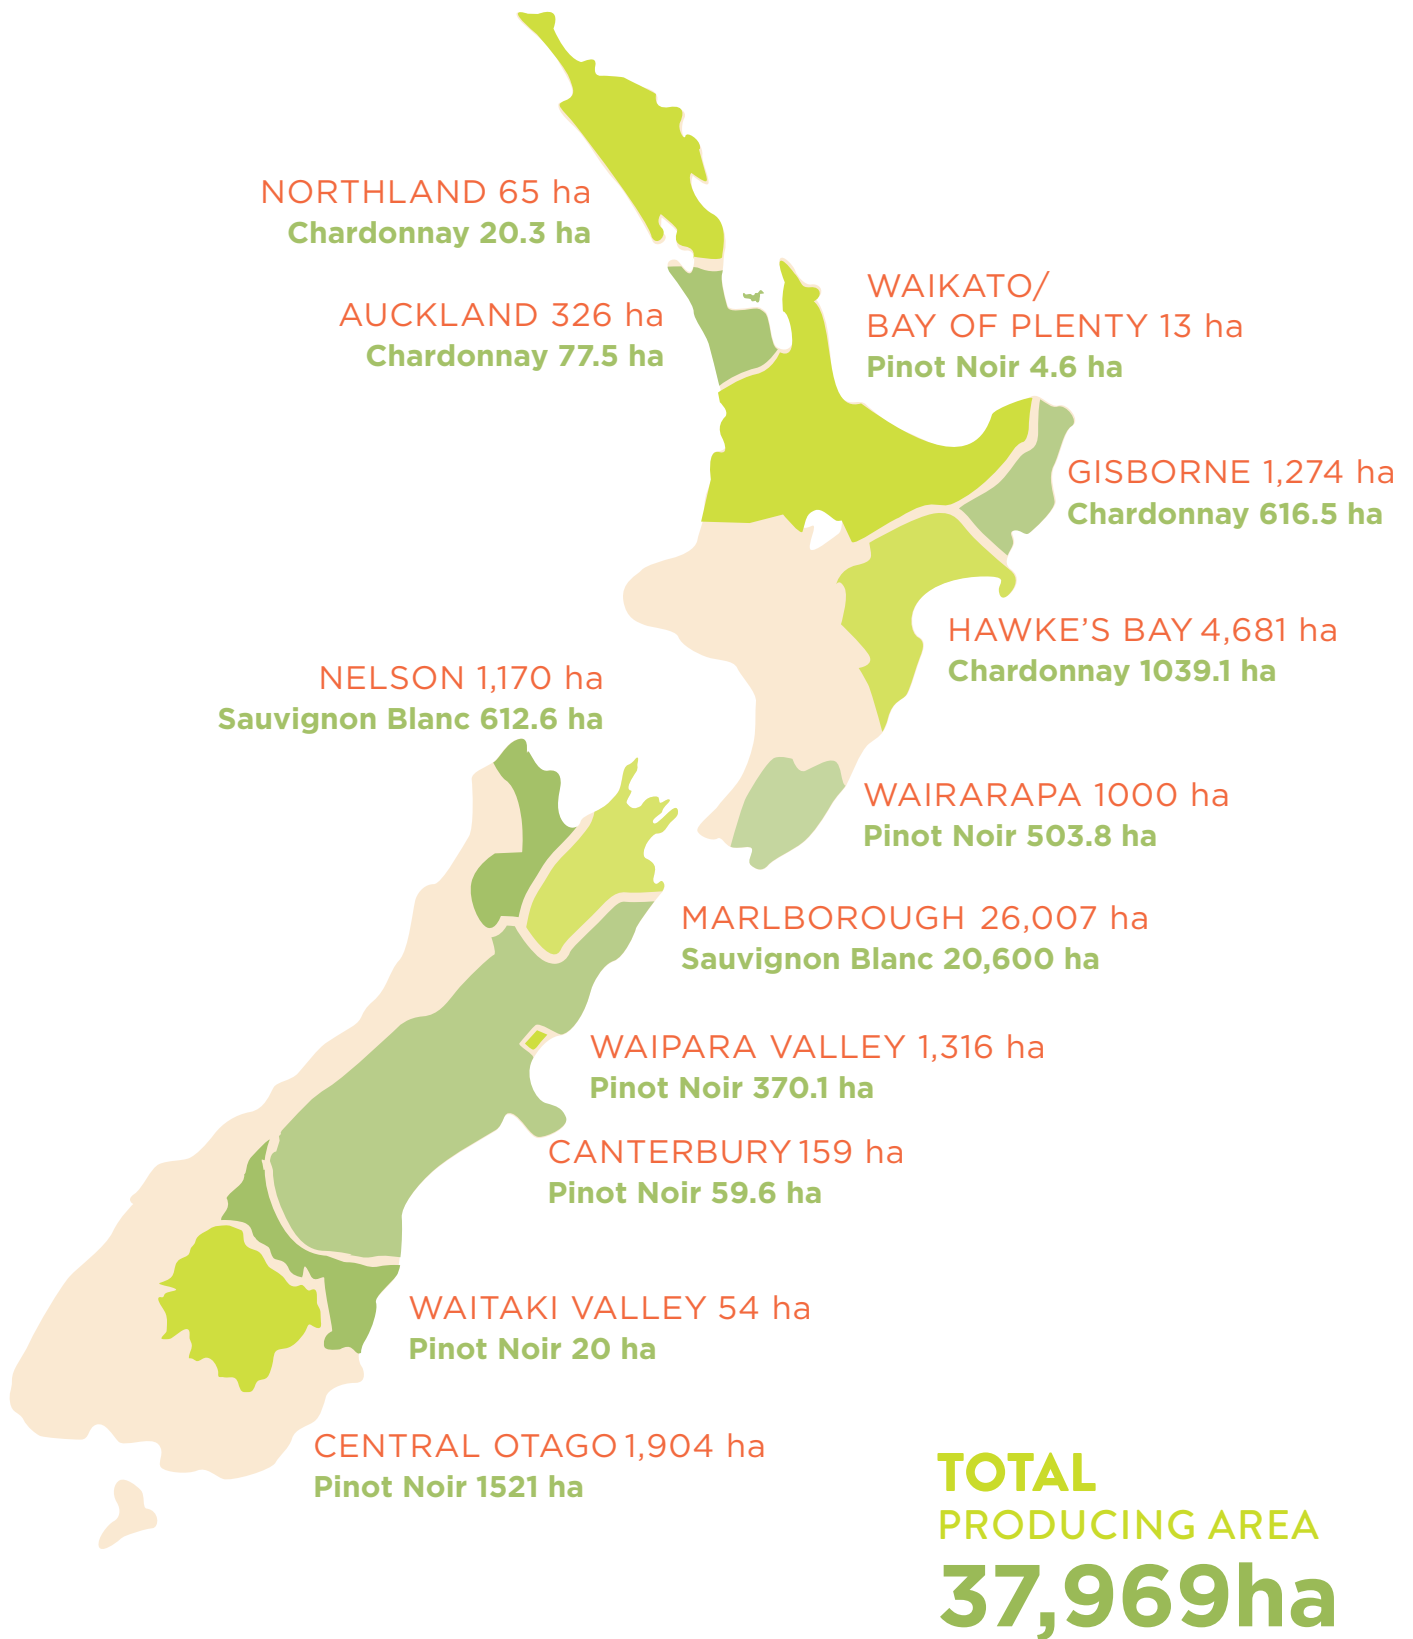 NORTHLAND 65 ha
Chardonnay 20.3 ha
AUCKLAND 326 ha
Chardonnay 77.5 ha
WAIKATO/
BAY OF PLENTY 13 ha
Pinot Noir 4.6 ha
GISBORNE 1,274 ha
Chardonnay 616.5 ha
HAWKE’S BAY 4,681 ha
Chardonnay 1039.1 ha
NELSON 1,170 ha
Sauvignon Blanc 612.6 ha
WAIRARAPA 1000 ha
Pinot Noir 503.8 ha
MARLBOROUGH 26,007 ha
Sauvignon Blanc 20,600 ha
WAIPARA VALLEY 1,316 ha
Pinot Noir 370.1 ha
CANTERBURY 159 ha
Pinot Noir 59.6 ha
WAITAKI VALLEY 54 ha
Pinot Noir 20 ha
CENTRAL OTAGO 1,904 ha
Pinot Noir 1521 ha
TOTAL
PRODUCING AREA
37,969ha